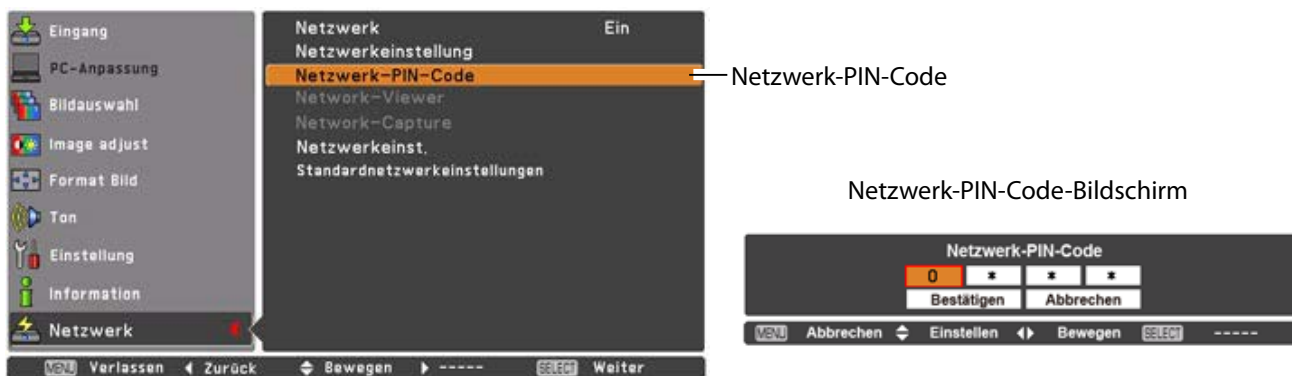 Eingang
PC-Anpassung
Bildauswahl
Image adjust
Format Bild
Ton
Einstellung
Information
Netzwerk
Netzwerk Ein
Netzwerkeinstellung
Netzwerk-PIN-Code
Network-Viewer
Network-Capture
Netzwerkeinst.
Standardnetzwerkeinstellungen
MENU Verlassen Zurück Bewegen ----- SELECT Weiter
Netzwerk-PIN-Code
Netzwerk-PIN-Code-Bildschirm
Netzwerk-PIN-Code
0 * * *
Bestätigen Abbrechen
MENU Abbrechen Einstellen Bewegen SELECT -----